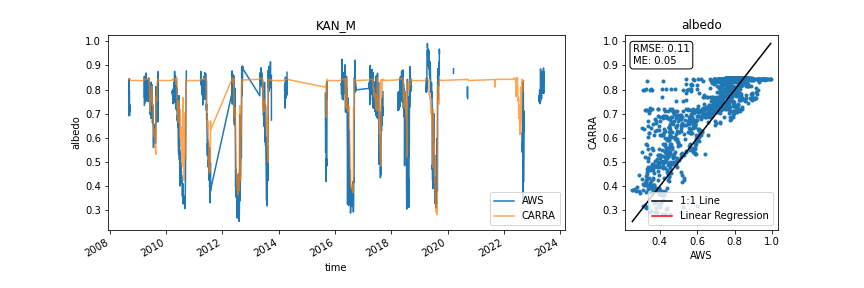 KAN_M
albedo
1.0
0.9
0.8
0.7
0.6
0.5
0.4
0.3
albedo
2008
2010
2012
2014
2016
2018
2020
2022
2024
time
AWS
CARRA
RMSE: 0.11
ME: 0.05
1.0
0.9
0.8
0.7
0.6
0.5
0.4
0.3
CARRA
0.4
0.6
0.8
1.0
AWS
1:1 Line
Linear Regression